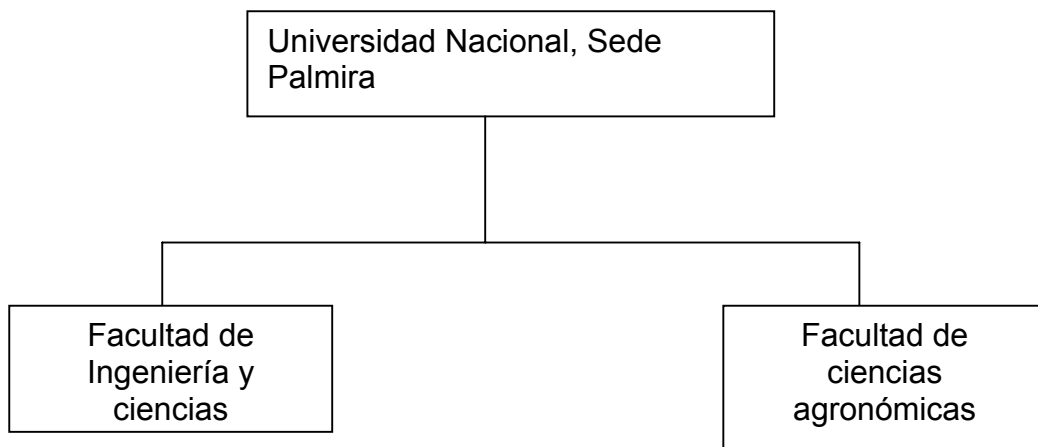 Universidad Nacional, Sede
Palmira
Facultad de
Ingeniería y
ciencias
Facultad de
ciencias
agronómicas